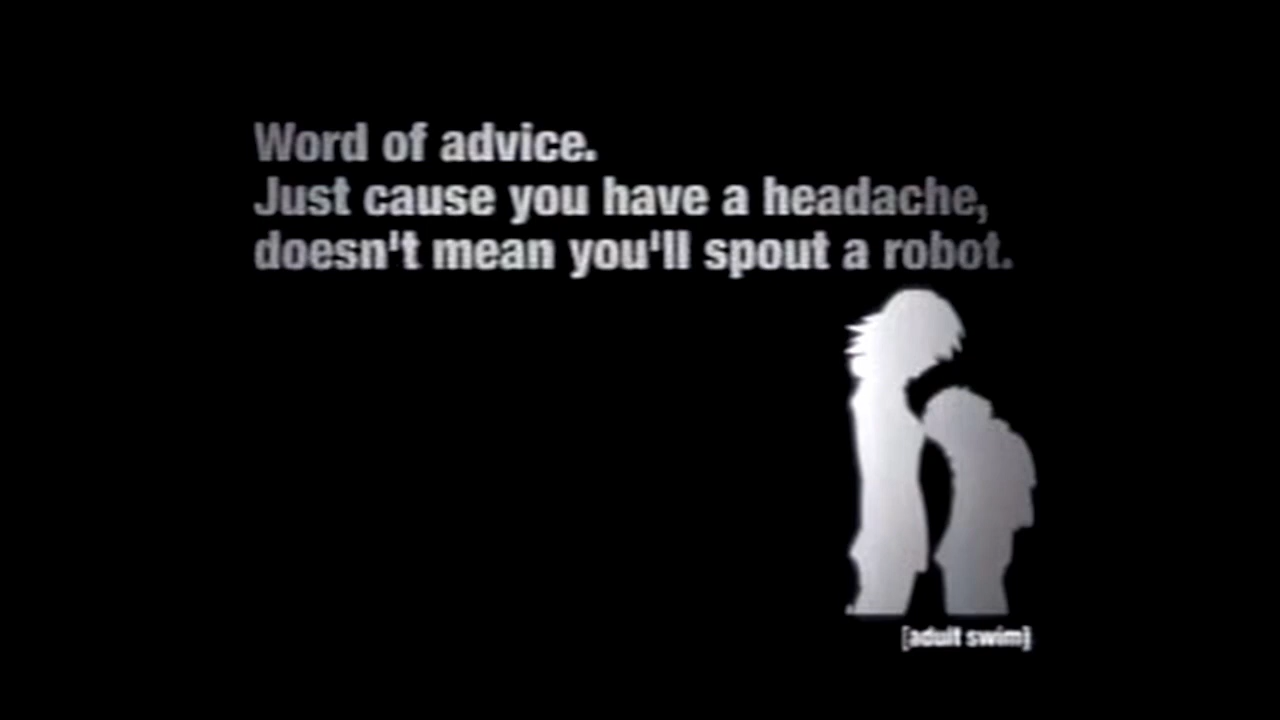 Word of advice.
Just cause you have a headache,
doesn't mean you'll spout a robot.
[adult swim]